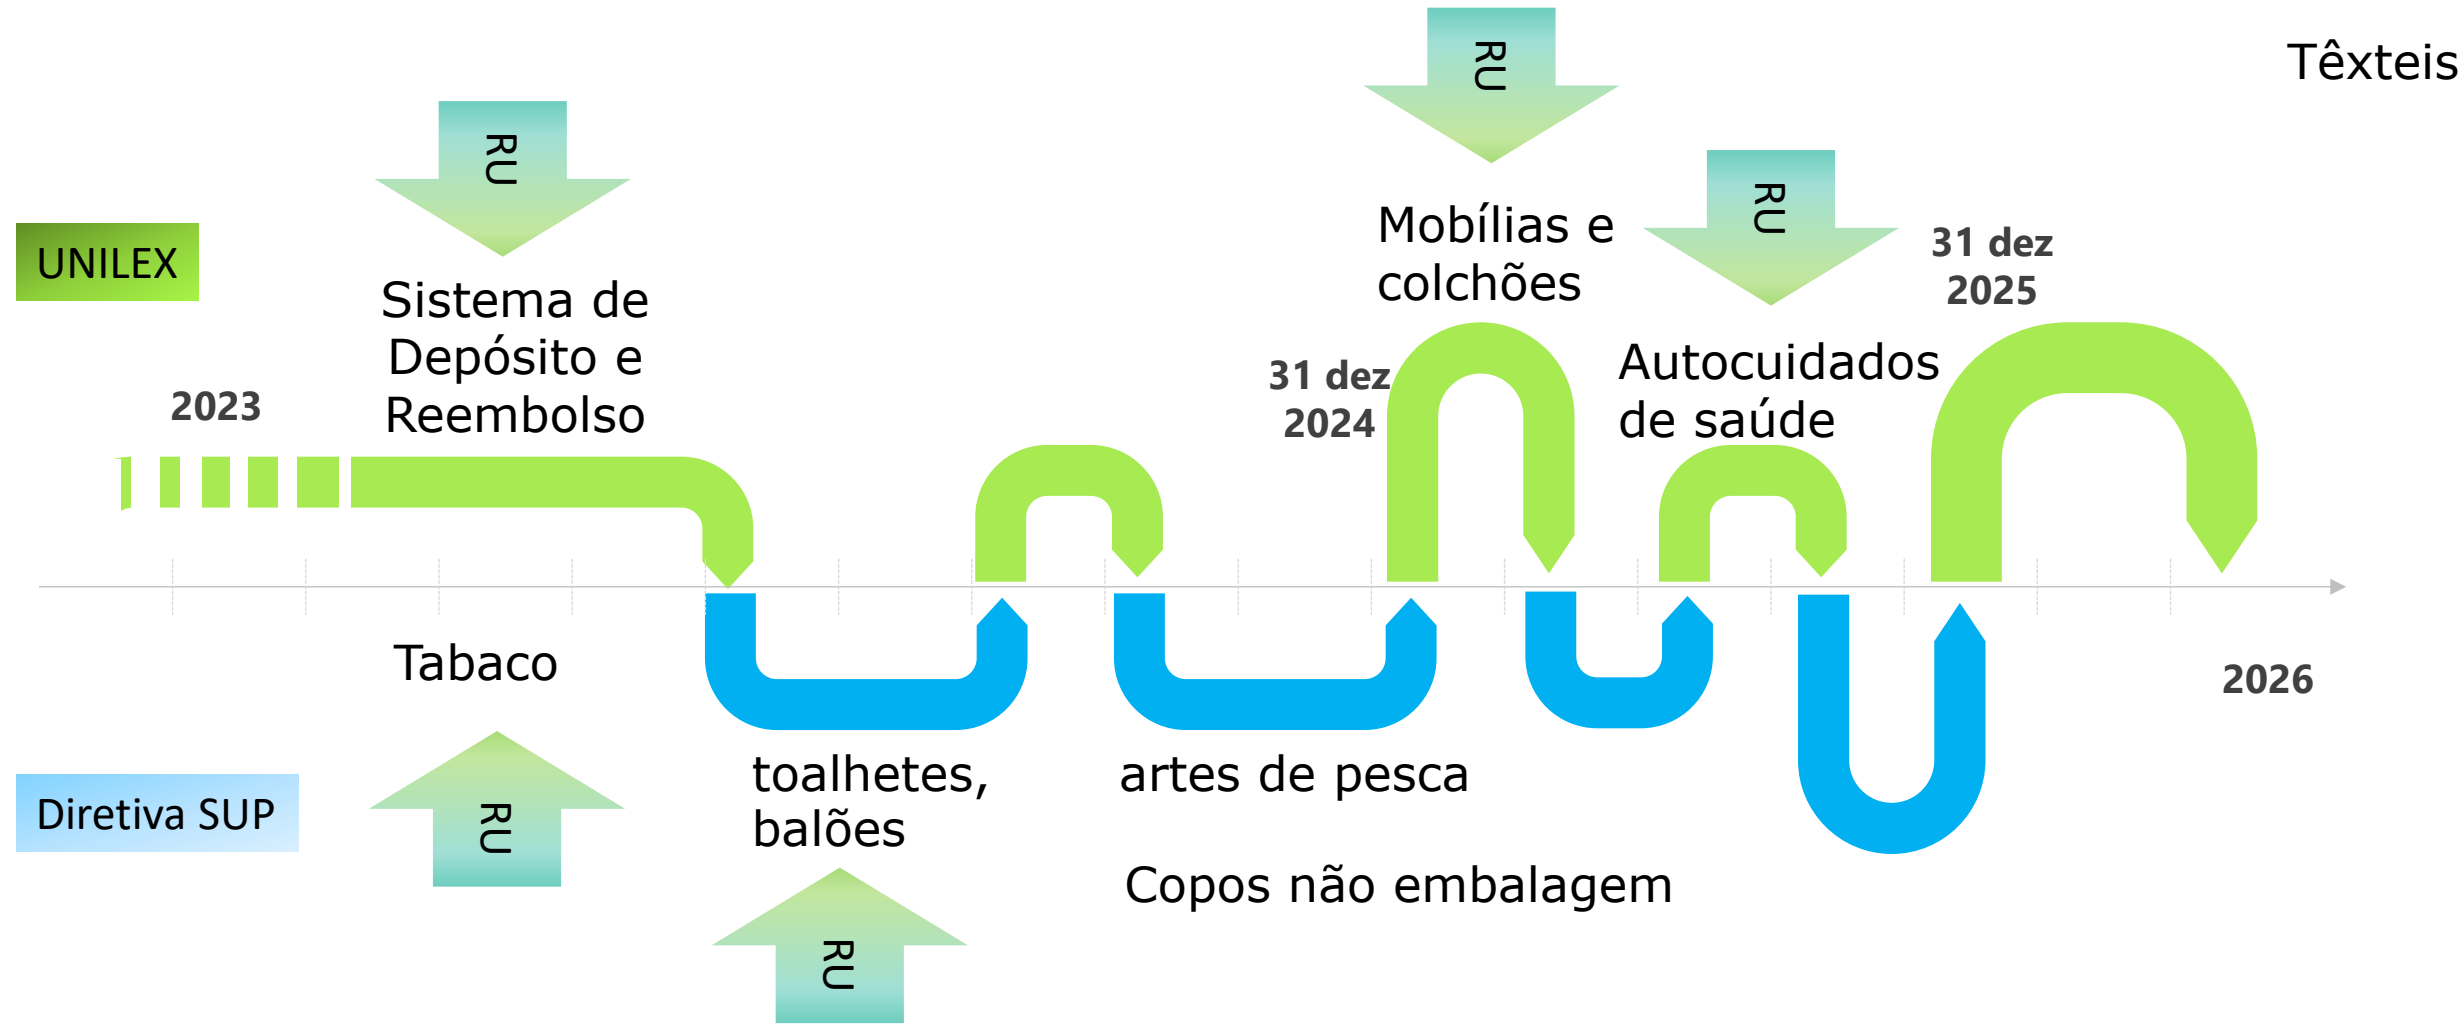 RU
Têxteis
RU
RU
UNILEX
Mobílias e
colchões
31 dez
2025
Sistema de
Depósito e
Reembolso
31 dez
2024
Autocuidados
de saúde
2023
Tabaco
2026
RU
Diretiva SUP
toalhetes,
balões
artes de pesca
Copos não embalagem
RU